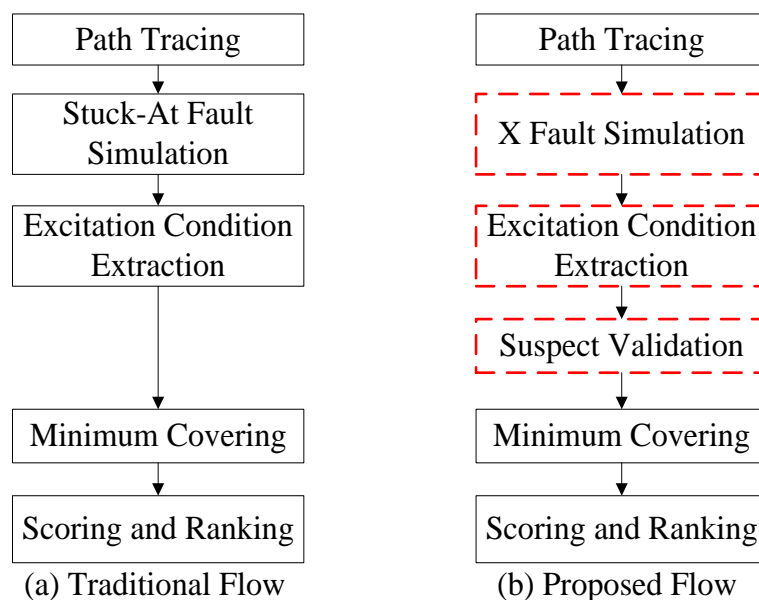 Path Tracing
Stuck-At Fault
Simulation
Excitation Condition
Extraction
Minimum Covering
Scoring and Ranking
(a) Traditional Flow
Path Tracing
X Fault Simulation
Excitation Condition
Extraction
Suspect Validation
Minimum Covering
Scoring and Ranking
(b) Proposed Flow